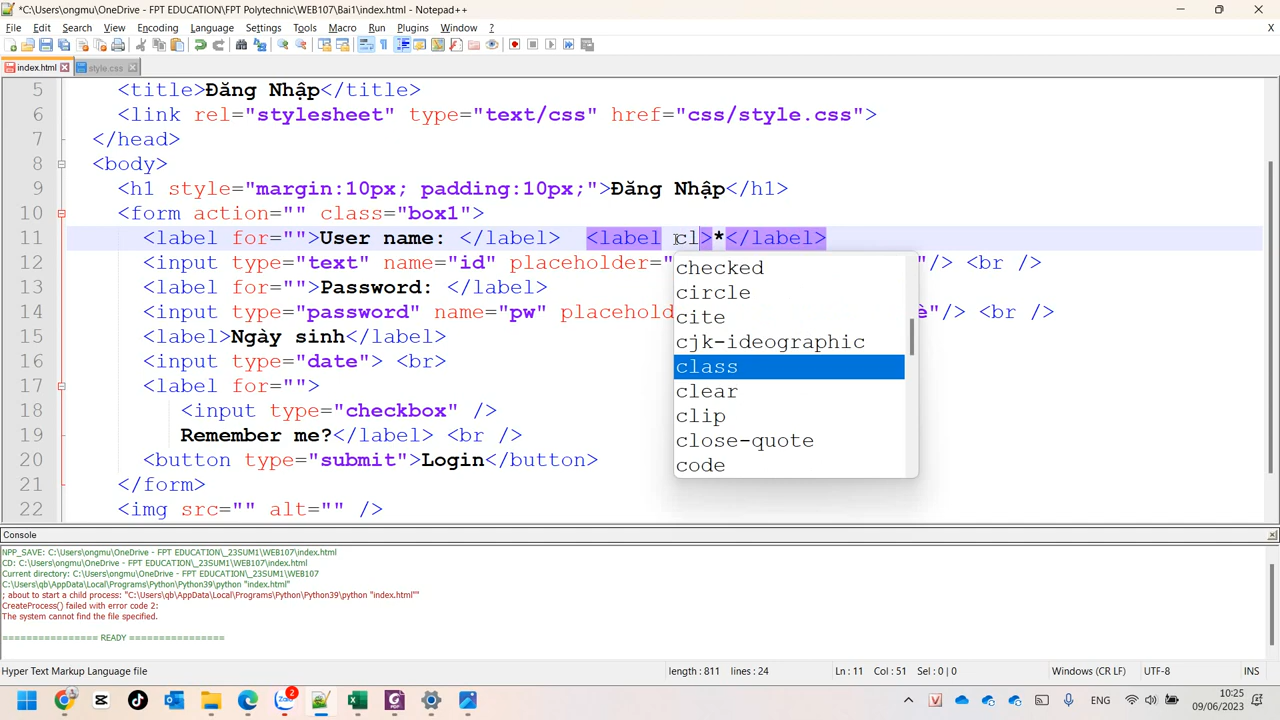 *C:\Users\ongmu\OneDrive - FPT EDUCATION\FPT Polytechnic\WEB107\Bai1\index.html - Notepad++
File Edit Search View Encoding Language Settings Tools Macro Run Plugins Window ?
X
index.html style.css
5 <title>Đăng Nhập</title>
6 <link rel="stylesheet" type="text/css" href="css/style.css">
7 </head>
8 <body>
9 <h1 style="margin:10px; padding:10px;">Đăng Nhập</h1>
10 <form action="" class="box1">
11 <label for="">User name: </label> <label cl>*</label>
12 <input type="text" name="id" placeholder=" "/> <br />
13 <label for="">Password: </label>
14 <input type="password" name="pw" placehold è"/> <br />
15 <label>Ngày sinh</label>
16 <input type="date"> <br>
17 <label for="">
18 <input type="checkbox" />
19 Remember me?</label> <br />
20 <button type="submit">Login</button>
21 </form>
22 <img src="" alt="" />
checked
circle
cite
cjk-ideographic
class
clear
clip
close-quote
code
Console
NPP_SAVE: C:\Users\ongmu\OneDrive - FPT EDUCATION\_23SUM1\WEB107\index.html
CD: C:\Users\ongmu\OneDrive - FPT EDUCATION\_23SUM1\WEB107
Current directory: C:\Users\ongmu\OneDrive - FPT EDUCATION\_23SUM1\WEB107
C:\Users\qb\AppData\Local\Programs\Python\Python39\python "index.html"
; about to start a child process: "C:\Users\qb\AppData\Local\Programs\Python\Python39\python "index.html""
CreateProcess() failed with error code 2:
The system cannot find the file specified.
================ READY ================
Hyper Text Markup Language file length : 811 lines : 24 Ln : 11 Col : 51 Sel : 0 | 0 Windows (CR LF) UTF-8 INS
2 Zalo V ENG 10:25
09/06/2023